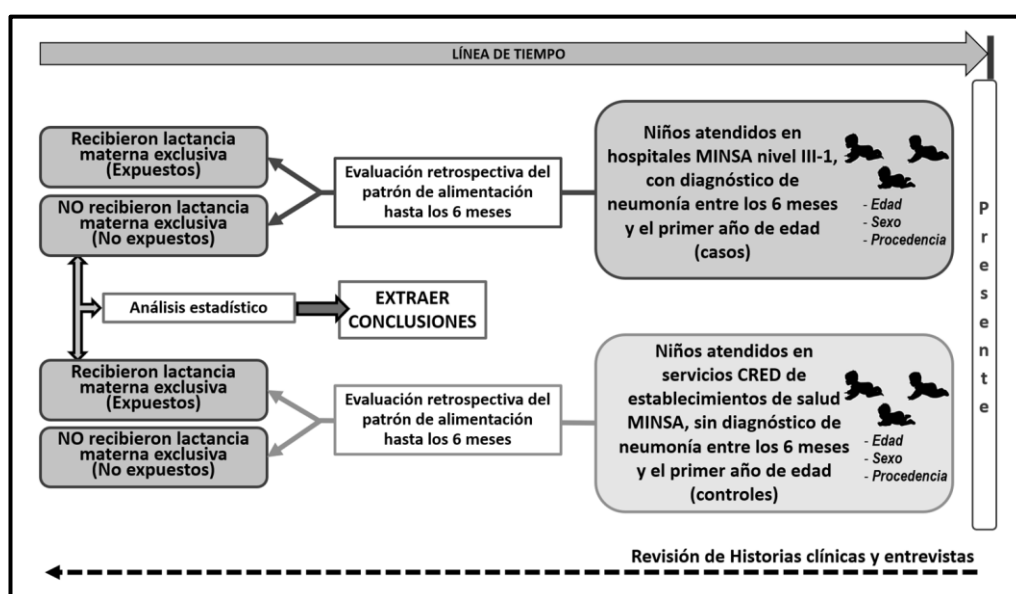 LÍNEA DE TIEMPO
Recibieron lactancia
materna exclusiva
(Expuestos)
NO recibieron lactancia
materna exclusiva
(No expuestos)
Evaluación retrospectiva del
patrón de alimentación
hasta los 6 meses
Niños atendidos en
hospitales MINSA nivel III-1,
con diagnóstico de
neumonía entre los 6 meses
y el primer año de edad
(casos)
- Edad
- Sexo
- Procedencia
Presente
Análisis estadístico
EXTRAER
CONCLUSIONES
Recibieron lactancia
materna exclusiva
(Expuestos)
NO recibieron lactancia
materna exclusiva
(No expuestos)
Evaluación retrospectiva del
patrón de alimentación
hasta los 6 meses
Niños atendidos en
servicios CRED de
establecimientos de salud
MINSA, sin diagnóstico de
neumonía entre los 6 meses
y el primer año de edad
(controles)
- Edad
- Sexo
- Procedencia
Revisión de Historias clínicas y entrevistas